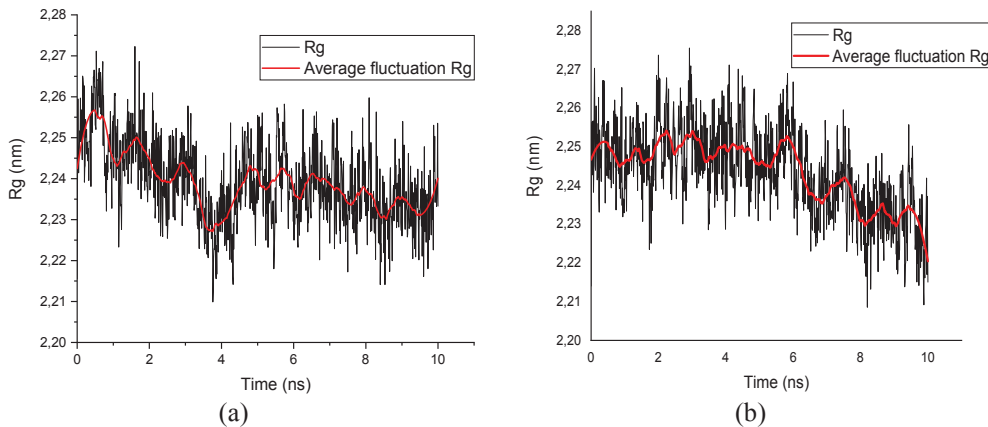 2,28
2,27
2,26
2,25
2,24
2,23
2,22
2,21
2,20
Rg (nm)
0 2 4 6 8 10
Time (ns)
Rg
Average fluctuation Rg
(a)
2,28
2,27
2,26
2,25
2,24
2,23
2,22
2,21
2,20
Rg (nm)
0 2 4 6 8 10
Time (ns)
Rg
Average fluctuation Rg
(b)